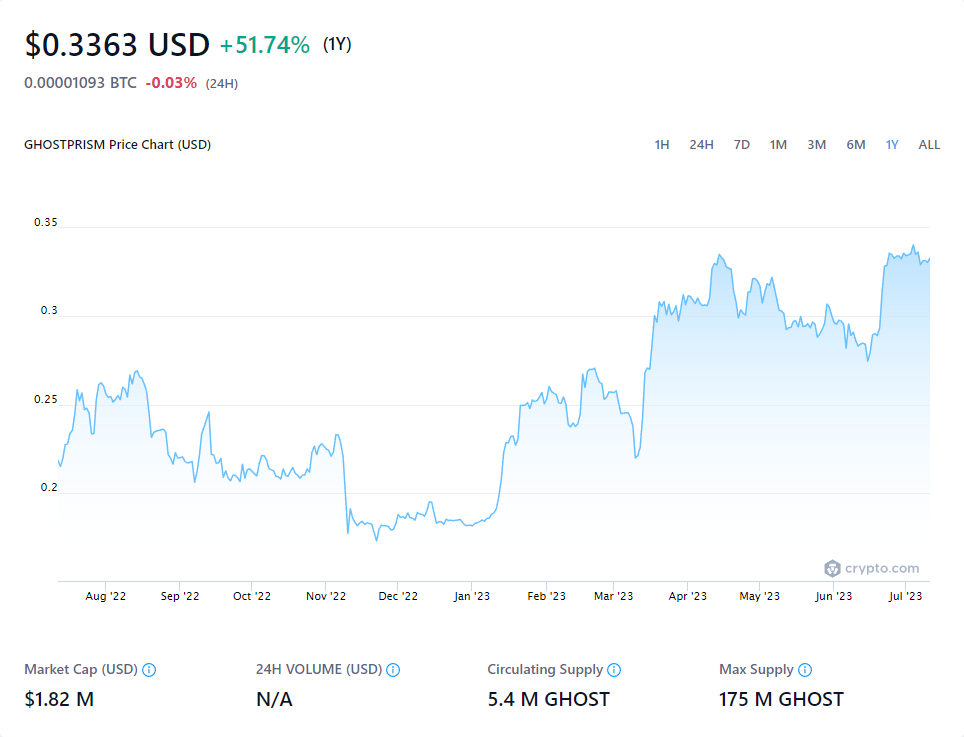 $0.3363 USD +51.74% (1Y)
0.00001093 BTC -0.03% (24H)
GHOSTPRISM Price Chart (USD) 1H 24H 7D 1M 3M 6M 1Y ALL
0.35
0.3
0.25
0.2
crypto.com
Aug '22 Sep '22 Oct '22 Nov '22 Dec '22 Jan '23 Feb '23 Mar '23 Apr '23 May '23 Jun '23 Jul '23
Market Cap (USD) 24H VOLUME (USD) Circulating Supply Max Supply
$1.82 M N/A 5.4 M GHOST 175 M GHOST